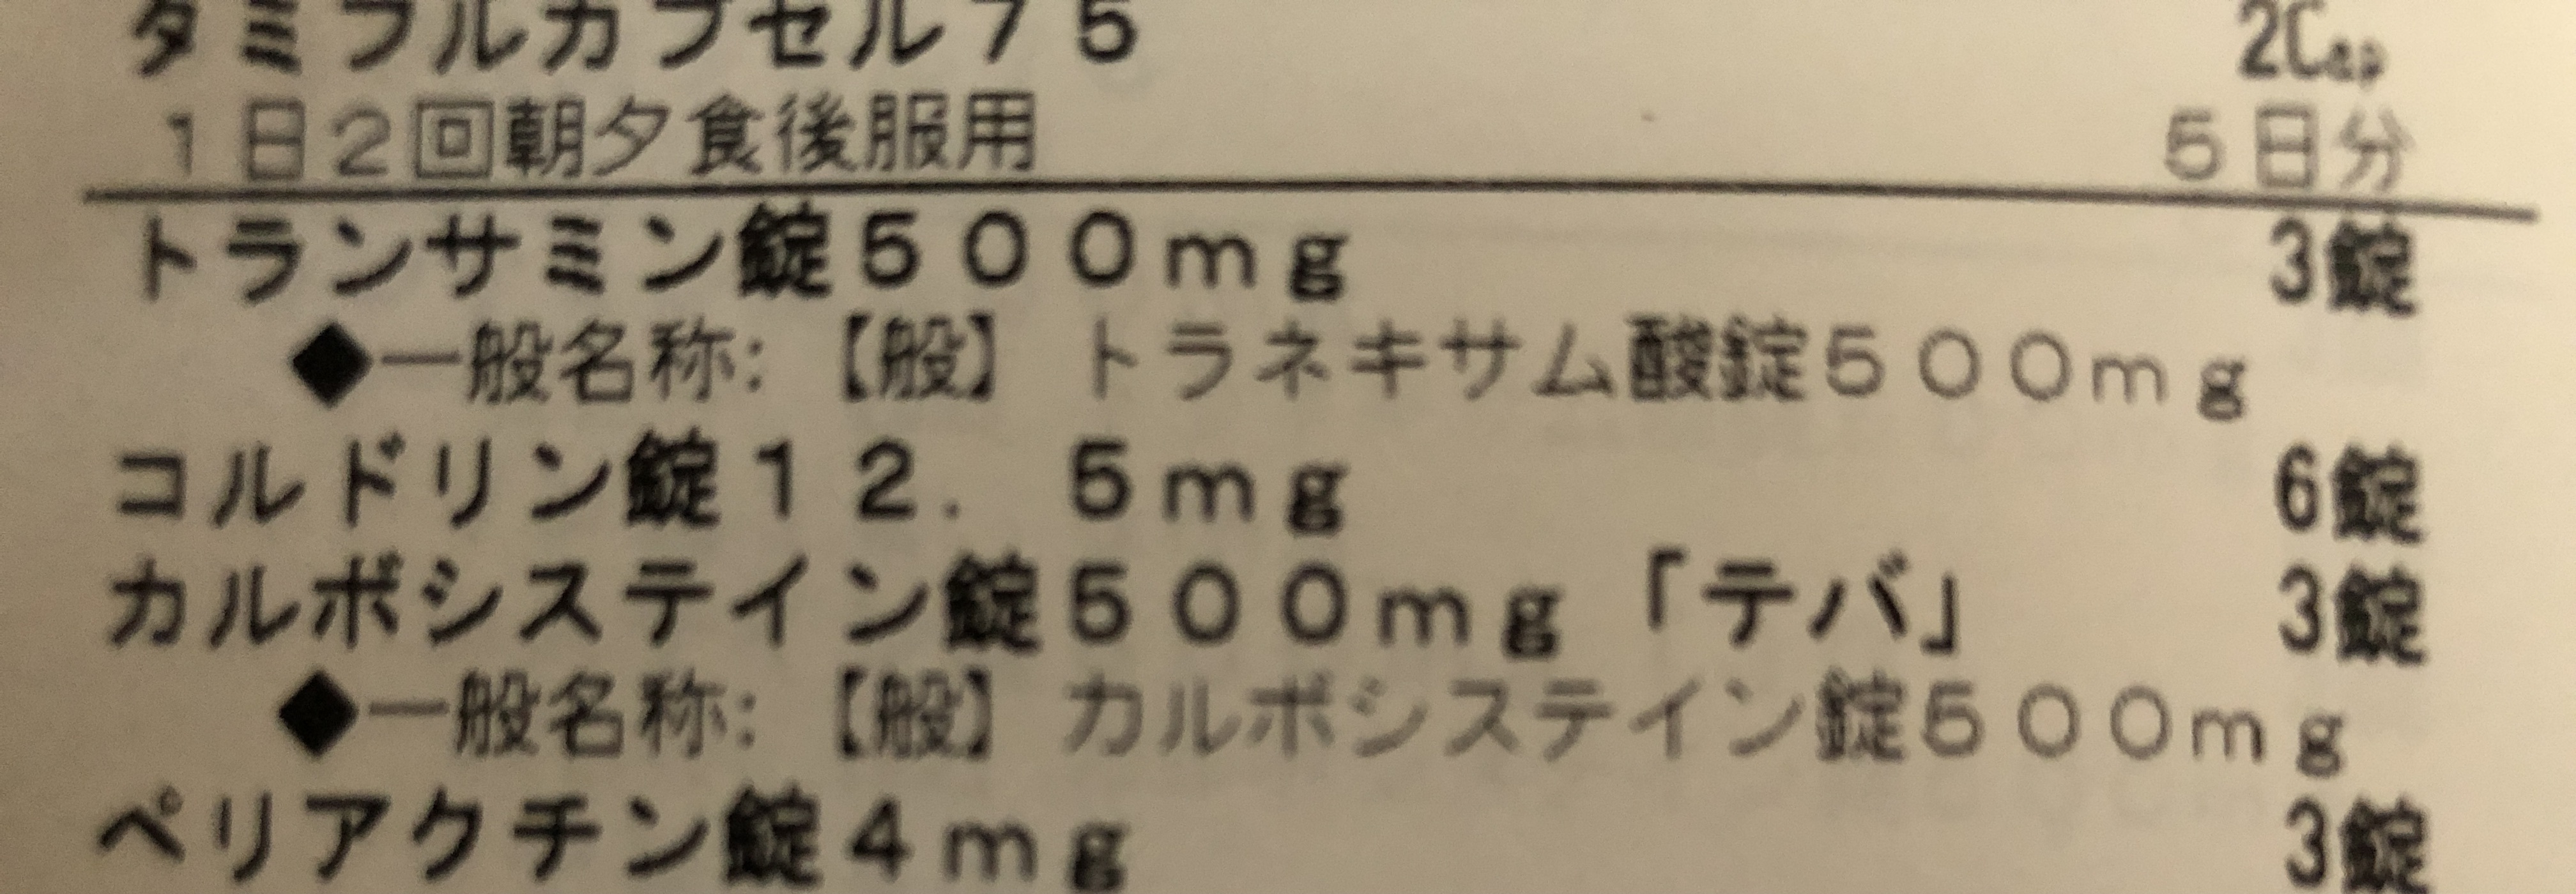 タミフルカプセル75 2Cap
1日2回朝夕食後服用 5日分
トランサミン錠500mg 3錠
◆一般名称:【般】トラネキサム酸錠500mg
コルドリン錠12.5mg 6錠
カルボシステイン錠500mg「テバ」 3錠
◆一般名称:【般】カルボシステイン錠500mg
ペリアクチン錠4mg 3錠